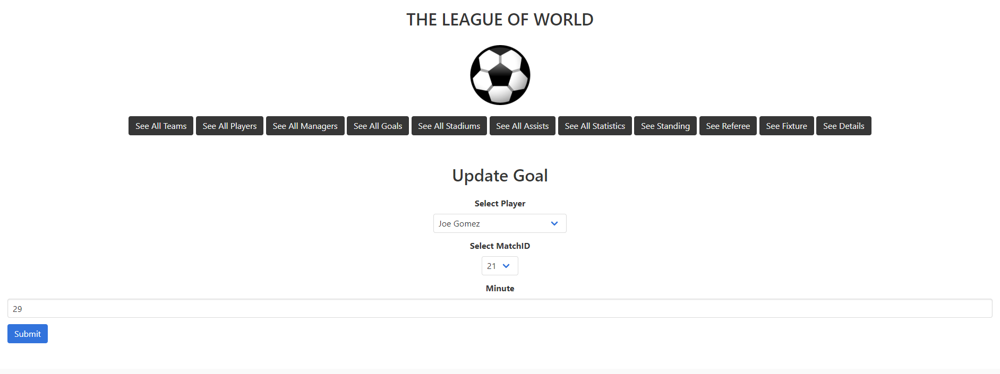 THE LEAGUE OF WORLD
See All Teams See All Players See All Managers See All Goals See All Stadiums See All Assists See All Statistics See Standing See Referee See Fixture See Details
Update Goal
Select Player
Joe Gomez
Select MatchID
21
Minute
29
Submit